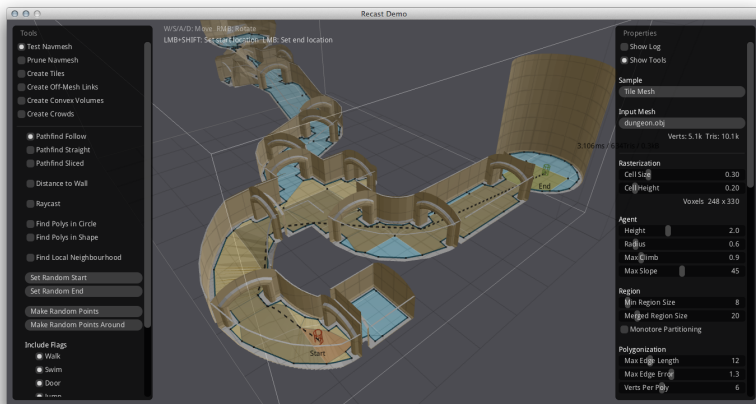 Recast Demo
Tools
Test Navmesh
Prune Navmesh
Create Tiles
Create Off-Mesh Links
Create Convex Volumes
Create Crowds
Pathfind Follow
Pathfind Straight
Pathfind Sliced
Distance to Wall
Raycast
Find Polys in Circle
Find Polys in Shape
Find Local Neighbourhood
Set Random Start
Set Random End
Make Random Points
Make Random Points Around
Include Flags
Walk
Swim
Door
Jump
W/S/A/D: Move RMB: Rotate
LMB+SHIFT: Set start location LMB: Set end location
3.106ms /
End
Start
Properties
Show Log
Show Tools
Sample
Tile Mesh
Input Mesh
dungeon.obj
Verts: 5.1k Tris: 10.1k
Rasterization
Cell Size 0.30
Cell Height 0.20
Voxels 248 x 330
Agent
Height 2.0
Radius 0.6
Max Climb 0.9
Max Slope 45
Region
Min Region Size 8
Merged Region Size 20
Monotore Partitioning
Polygonization
Max Edge Length 12
Max Edge Error 1.3
Verts Per Poly 6